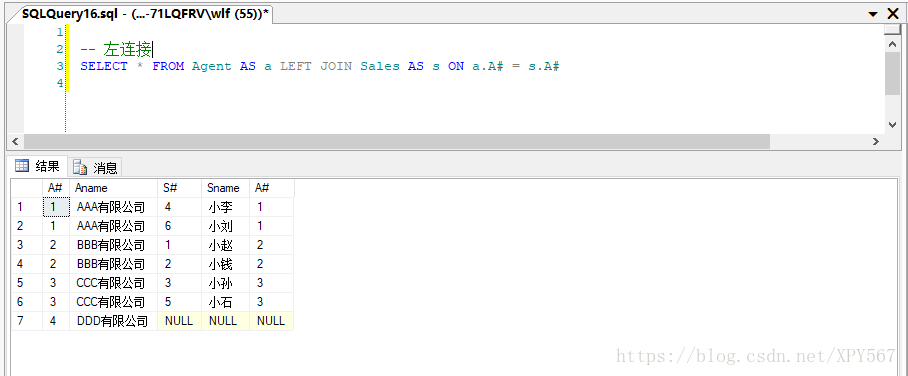 SQLQuery16.sql - (...-71LQFRV\wlf (55))*
1
2 -- 左连接
3 SELECT * FROM Agent AS a LEFT JOIN Sales AS s ON a.A# = s.A#
4
结果 消息
A# Aname S# Sname A#
1 1 AAA有限公司 4 小李 1
2 1 AAA有限公司 6 小刘 1
3 2 BBB有限公司 1 小赵 2
4 2 BBB有限公司 2 小钱 2
5 3 CCC有限公司 3 小孙 3
6 3 CCC有限公司 5 小石 3
7 4 DDD有限公司 NULL NULL NULL
https://blog.csdn.net/XPY567